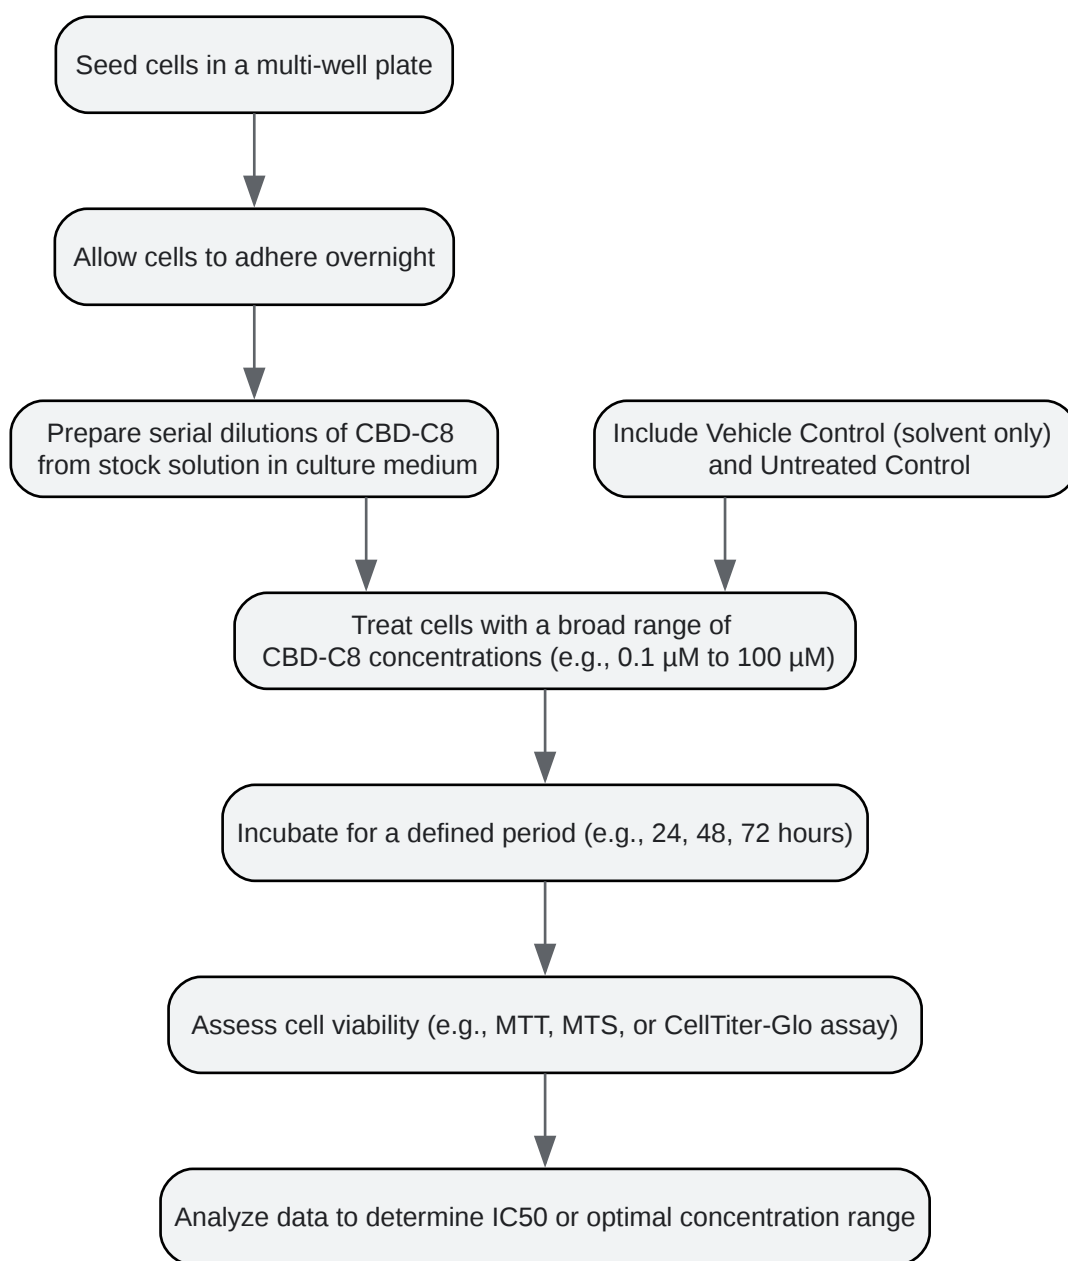 Seed cells in a multi-well plate
Allow cells to adhere overnight
Prepare serial dilutions of CBD-C8
from stock solution in culture medium
Include Vehicle Control (solvent only)
and Untreated Control
Treat cells with a broad range of
CBD-C8 concentrations (e.g., 0.1 µM to 100 µM)
Incubate for a defined period (e.g., 24, 48, 72 hours)
Assess cell viability (e.g., MTT, MTS, or CellTiter-Glo assay)
Analyze data to determine IC50 or optimal concentration range